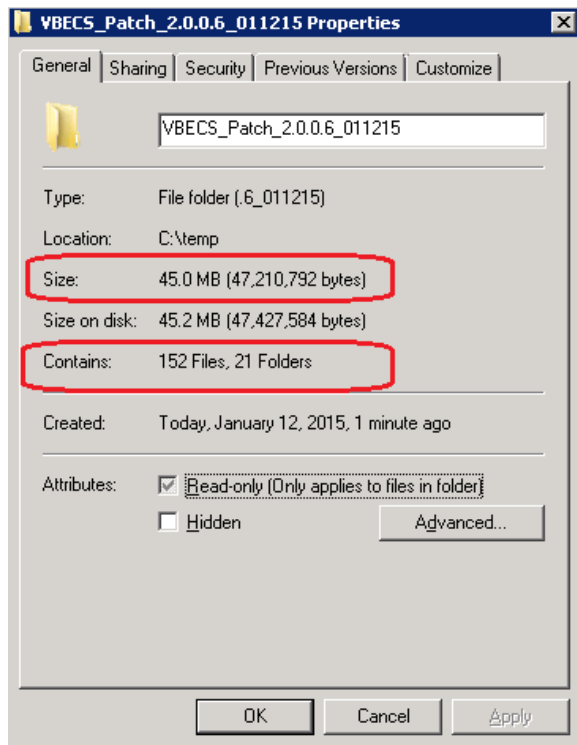 VBECS_Patch_2.0.0.6_011215 Properties
General Sharing Security Previous Versions Customize
VBECS_Patch_2.0.0.6_011215
Type: File folder (.6_011215)
Location: C:\temp
Size: 45.0 MB (47,210,792 bytes)
Size on disk: 45.2 MB (47,427,584 bytes)
Contains: 152 Files, 21 Folders
Created: Today, January 12, 2015, 1 minute ago
Attributes: Read-only (Only applies to files in folder)
Hidden Advanced...
OK Cancel Apply